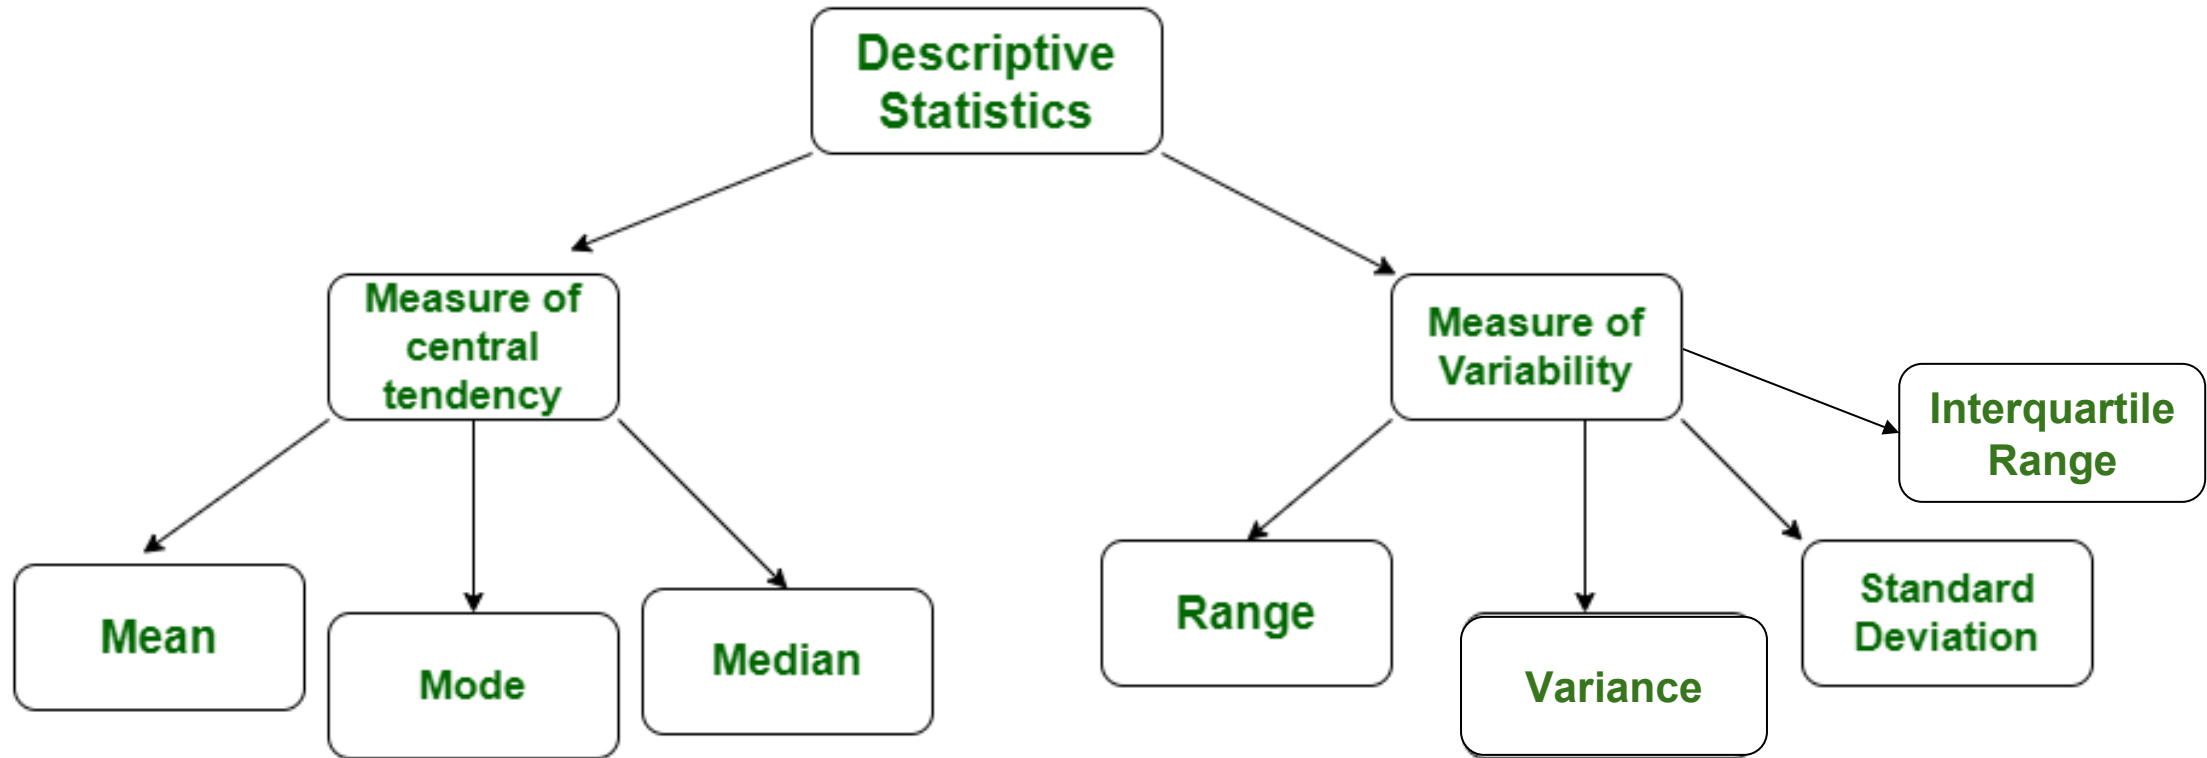 Descriptive
Statistics
Measure of
central
tendency
Measure of
Variability
Interquartile
Range
Mean
Mode
Median
Range
Variance
Standard
Deviation